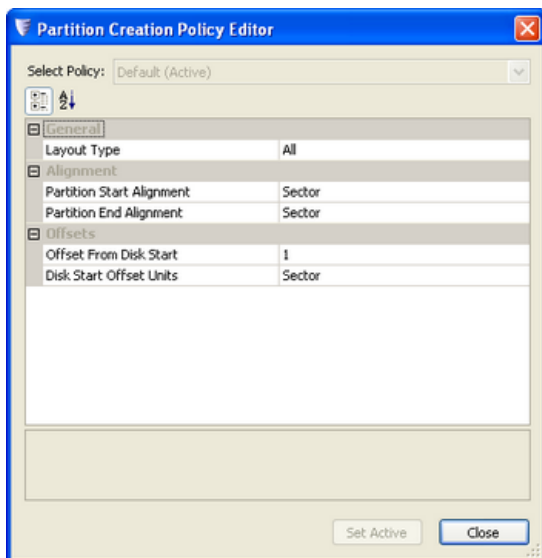 Partition Creation Policy Editor
Select Policy: Default (Active)
General
Layout Type All
Alignment
Partition Start Alignment Sector
Partition End Alignment Sector
Offsets
Offset From Disk Start 1
Disk Start Offset Units Sector
Set Active Close